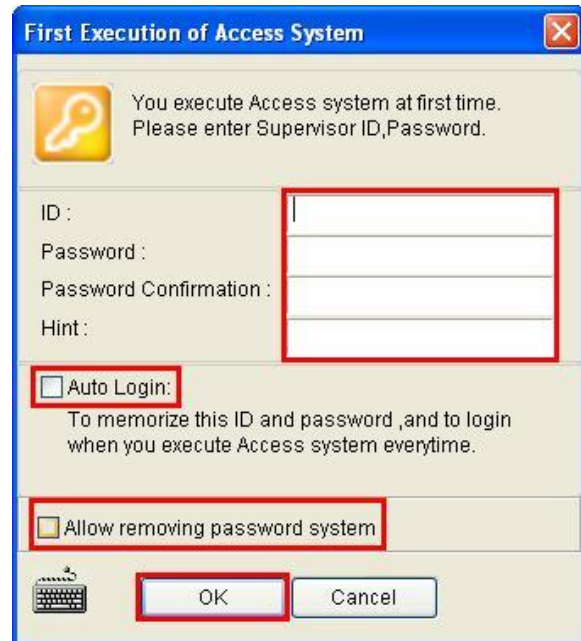 First Execution of Access System
You execute Access system at first time.
Please enter Supervisor ID,Password.
ID :
Password :
Password Confirmation :
Hint :
Auto Login:
To memorize this ID and password ,and to login
when you execute Access system everytime.
Allow removing password system
OK
Cancel